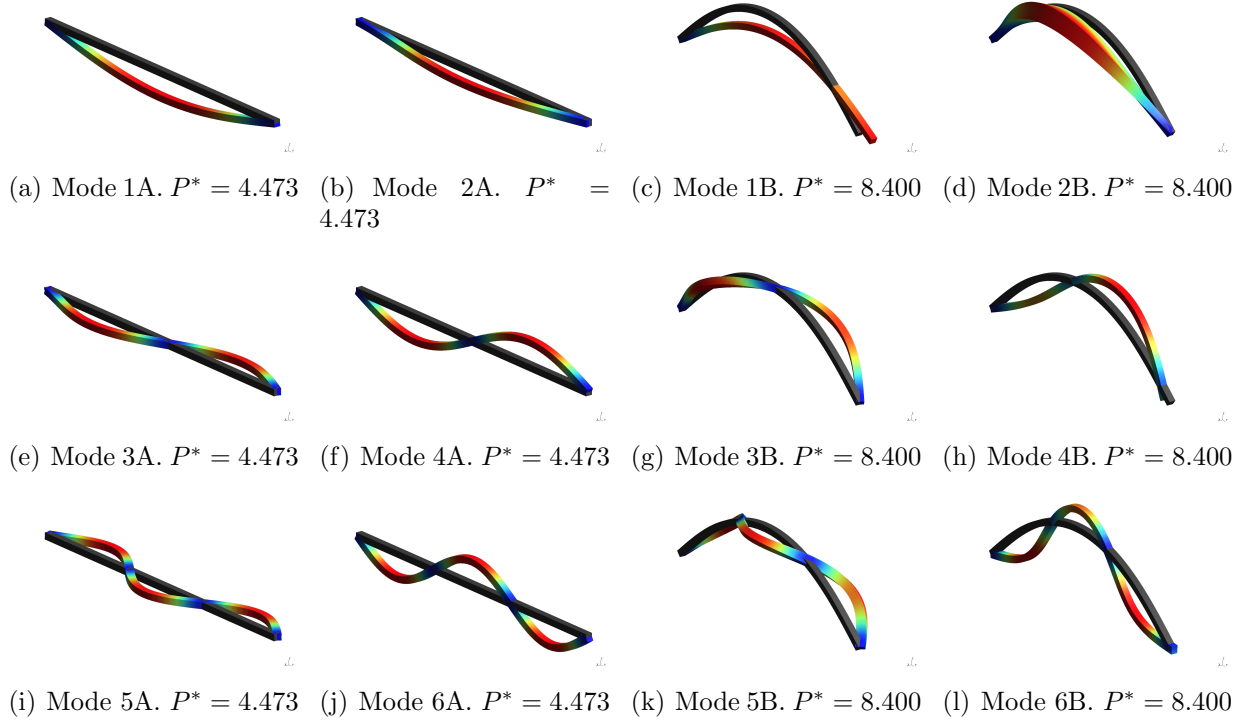 (a) Mode 1A. P* = 4.473
(b) Mode 2A. P* =
4.473
(c) Mode 1B. P* = 8.400
(d) Mode 2B. P* = 8.400
(e) Mode 3A. P* = 4.473
(f) Mode 4A. P* = 4.473
(g) Mode 3B. P* = 8.400
(h) Mode 4B. P* = 8.400
(i) Mode 5A. P* = 4.473
(j) Mode 6A. P* = 4.473
(k) Mode 5B. P* = 8.400
(l) Mode 6B. P* = 8.400